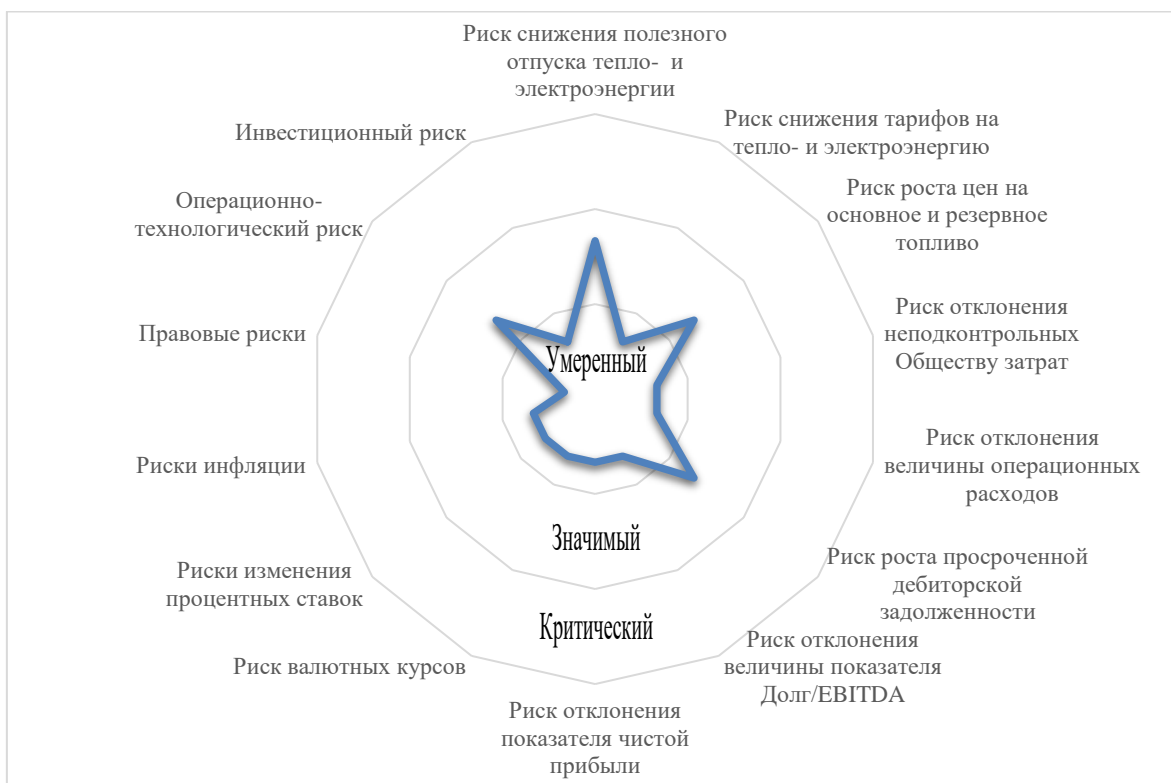 Риск снижения полезного
отпуска тепло- и
электроэнергии
Риск снижения тарифов на
тепло- и электроэнергию
Риск роста цен на
основное и резервное
топливо
Риск отклонения
неподконтрольных
Обществу затрат
Риск отклонения
величины операционных
расходов
Риск роста просроченной
дебиторской
задолженности
Риск отклонения
величины показателя
Долг/EBITDA
Риск отклонения
показателя чистой
прибыли
Риск валютных курсов
Риски изменения
процентных ставок
Риски инфляции
Правовые риски
Операционно-
технологический риск
Инвестиционный риск
Умеренный
Значимый
Критический